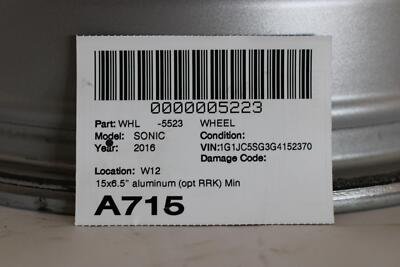 0000005223
Part: WHL -5523 WHEEL
Model: SONIC Condition:
Year: 2016 VIN:1G1JC5SG3G4152370
Damage Code:
Location: W12
15x6.5" aluminum (opt RRK) Min
A715